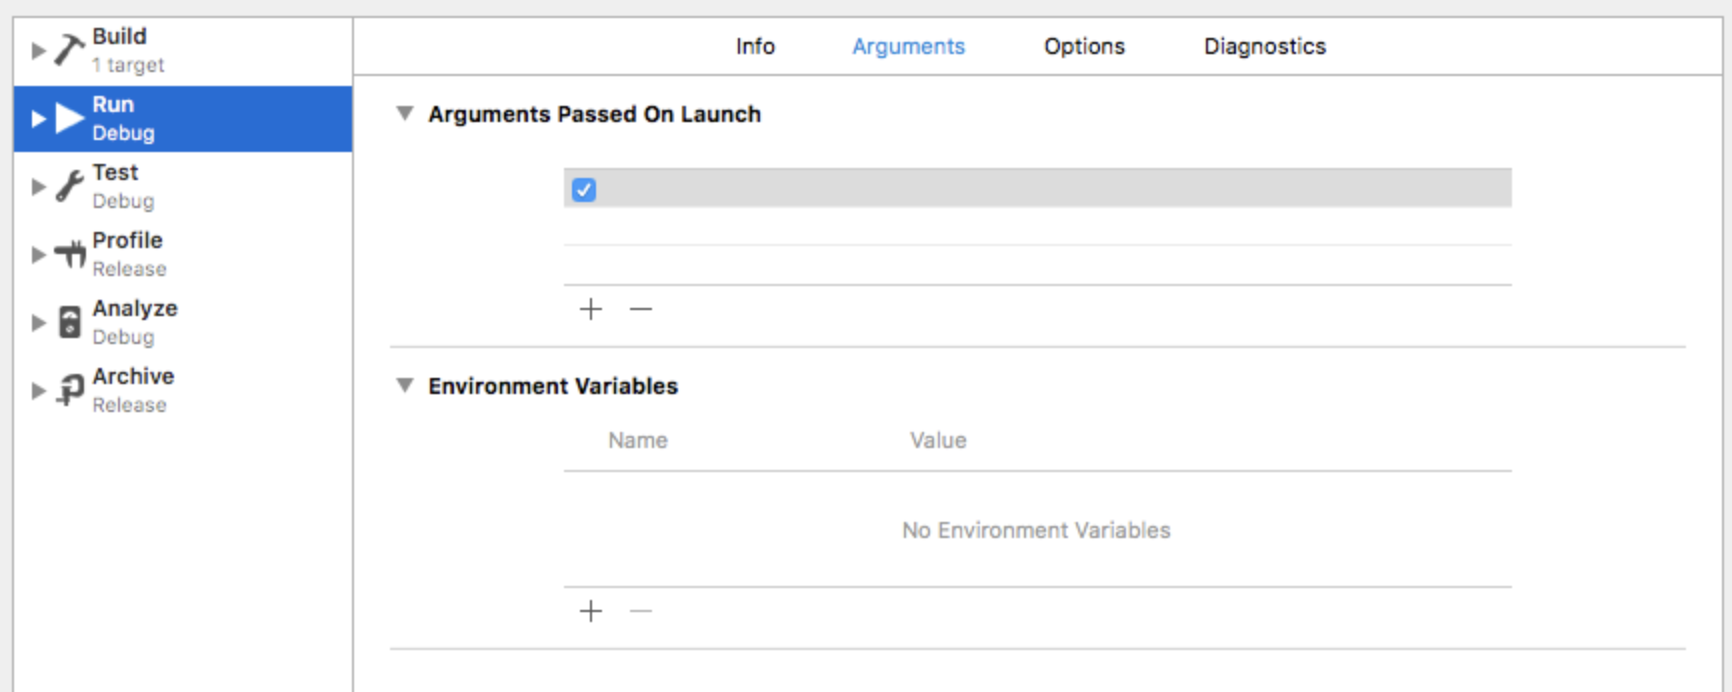 Build
1 target
Run
Debug
Test
Debug
Profile
Release
Analyze
Debug
Archive
Release
Info Arguments Options Diagnostics
Arguments Passed On Launch
Environment Variables
Name Value
No Environment Variables